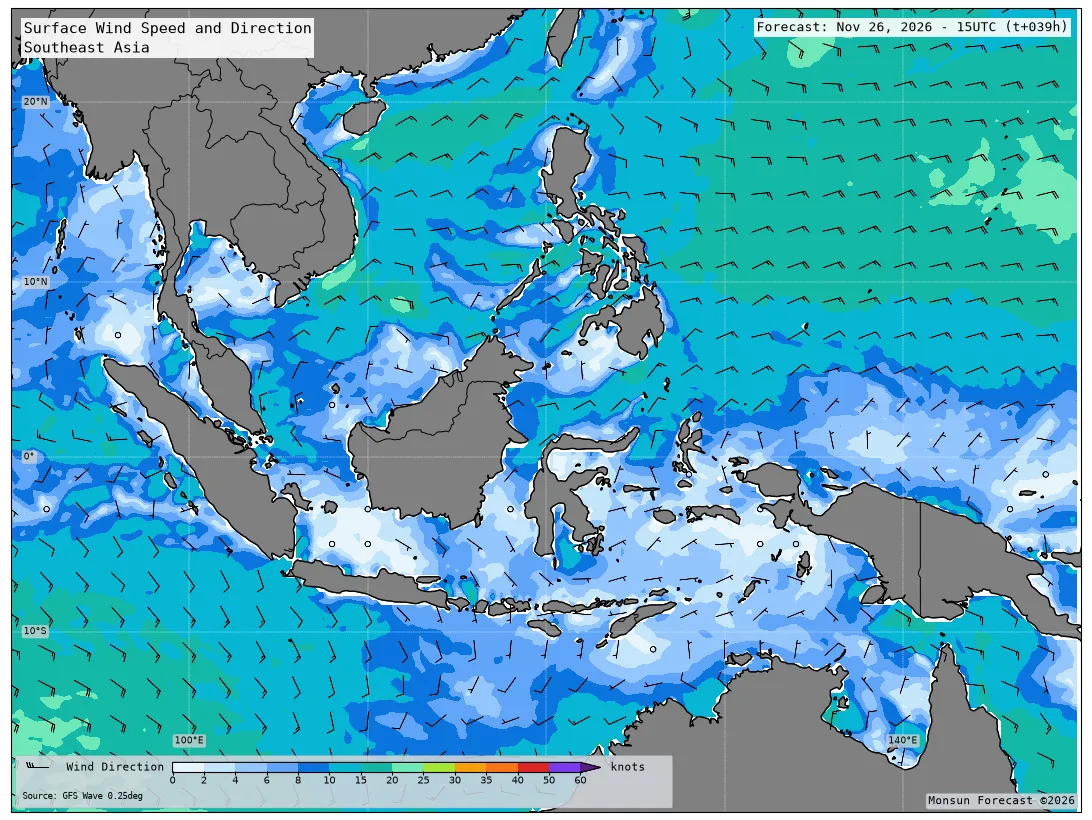 Surface Wind Speed and Direction
Southeast Asia
Forecast: Nov 26, 2026 - 15UTC (t+039h)
20°N
10°N
0°
10°S
100°E
140°E
Wind Direction
0 2 4 6 8 10 15 20 25 30 35 40 50 60
knots
Source: GFS Wave 0.25deg
Monsun Forecast ©2026